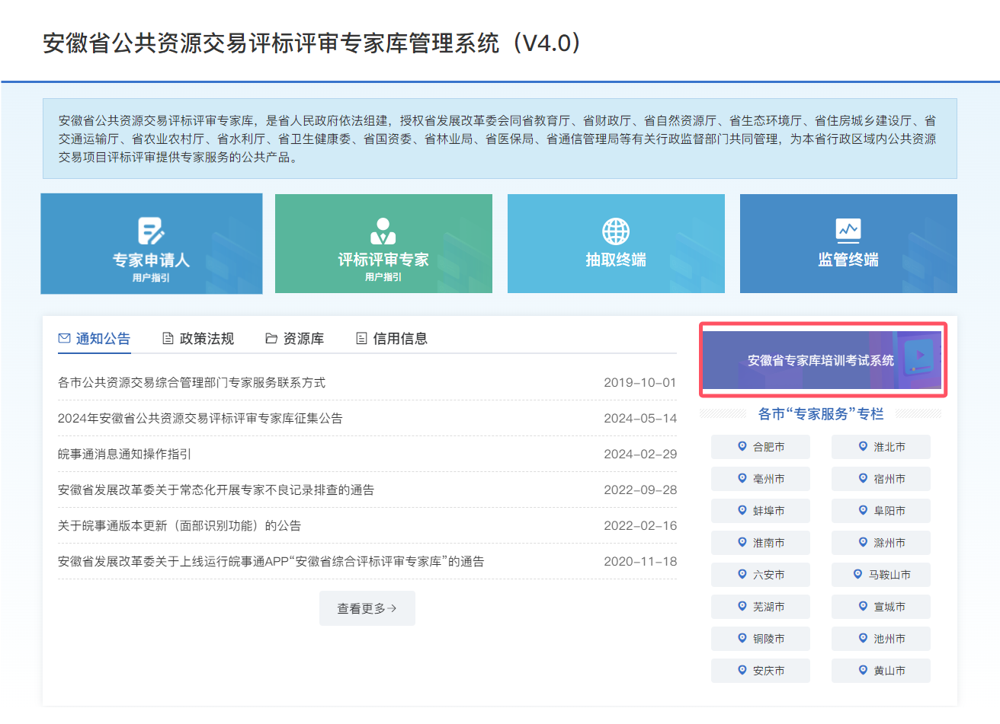 安徽省公共资源交易评标评审专家库管理系统（V4.0）
安徽省公共资源交易评标评审专家库，是省人民政府依法组建，授权省发展改革委会同省教育厅、省财政厅、省自然资源厅、省生态环境厅、省住房城乡建设厅、省
交通运输厅、省农业农村厅、省水利厅、省卫生健康委、省国资委、省林业局、省医保局、省通信管理局等有关行政监督部门共同管理，为本省行政区域内公共资源
交易项目评标评审提供专家服务的公共产品。
专家申请人
用户指引
评标评审专家
用户指引
抽取终端
监管终端
通知公告 政策法规 资源库 信用信息
各市公共资源交易综合管理部门专家服务联系方式 2019-10-01
2024年安徽省公共资源交易评标评审专家库征集公告 2024-05-14
皖事通消息通知操作指引 2024-02-29
安徽省发展改革委关于常态化开展专家不良记录排查的通告 2022-09-28
关于皖事通版本更新（面部识别功能）的公告 2022-02-16
安徽省发展改革委关于上线运行皖事通APP“安徽省综合评标评审专家库”的通告 2020-11-18
查看更多→
安徽省专家库培训考试系统
各市“专家服务”专栏
合肥市 淮北市
亳州市 宿州市
蚌埠市 阜阳市
淮南市 滁州市
六安市 马鞍山市
芜湖市 宣城市
铜陵市 池州市
安庆市 黄山市